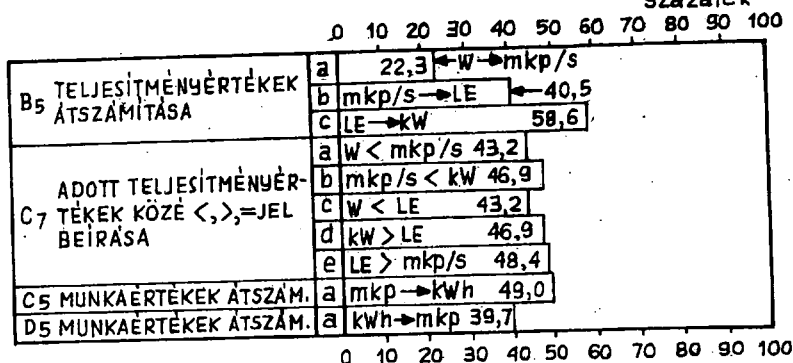 százalék
0 10 20 30 40 50 60 70 80 90 100
B5 TELJESÍTMÉNYÉRTÉKEK ÁTSZÁMÍTÁSA
a 22,3 ←W→mkp/s
b mkp/s→LE ←40,5
c LE→kW 58,6
C7 ADOTT TELJESÍTMÉNYÉR-
TÉKEK KÖZÉ <,>,=JEL
BEÍRÁSA
a W < mkp/s 43,2
b mkp/s < kW 46,9
c W < LE 43,2
d kW > LE 46,9
e LE > mkp/s 48,4
C5 MUNKAÉRTÉKEK ÁTSZÁM. a mkp→kWh 49,0
D5 MUNKAÉRTÉKEK ÁTSZÁM. a kWh→mkp 39,7
0 10 20 30 40 50 60 70 80 90 100